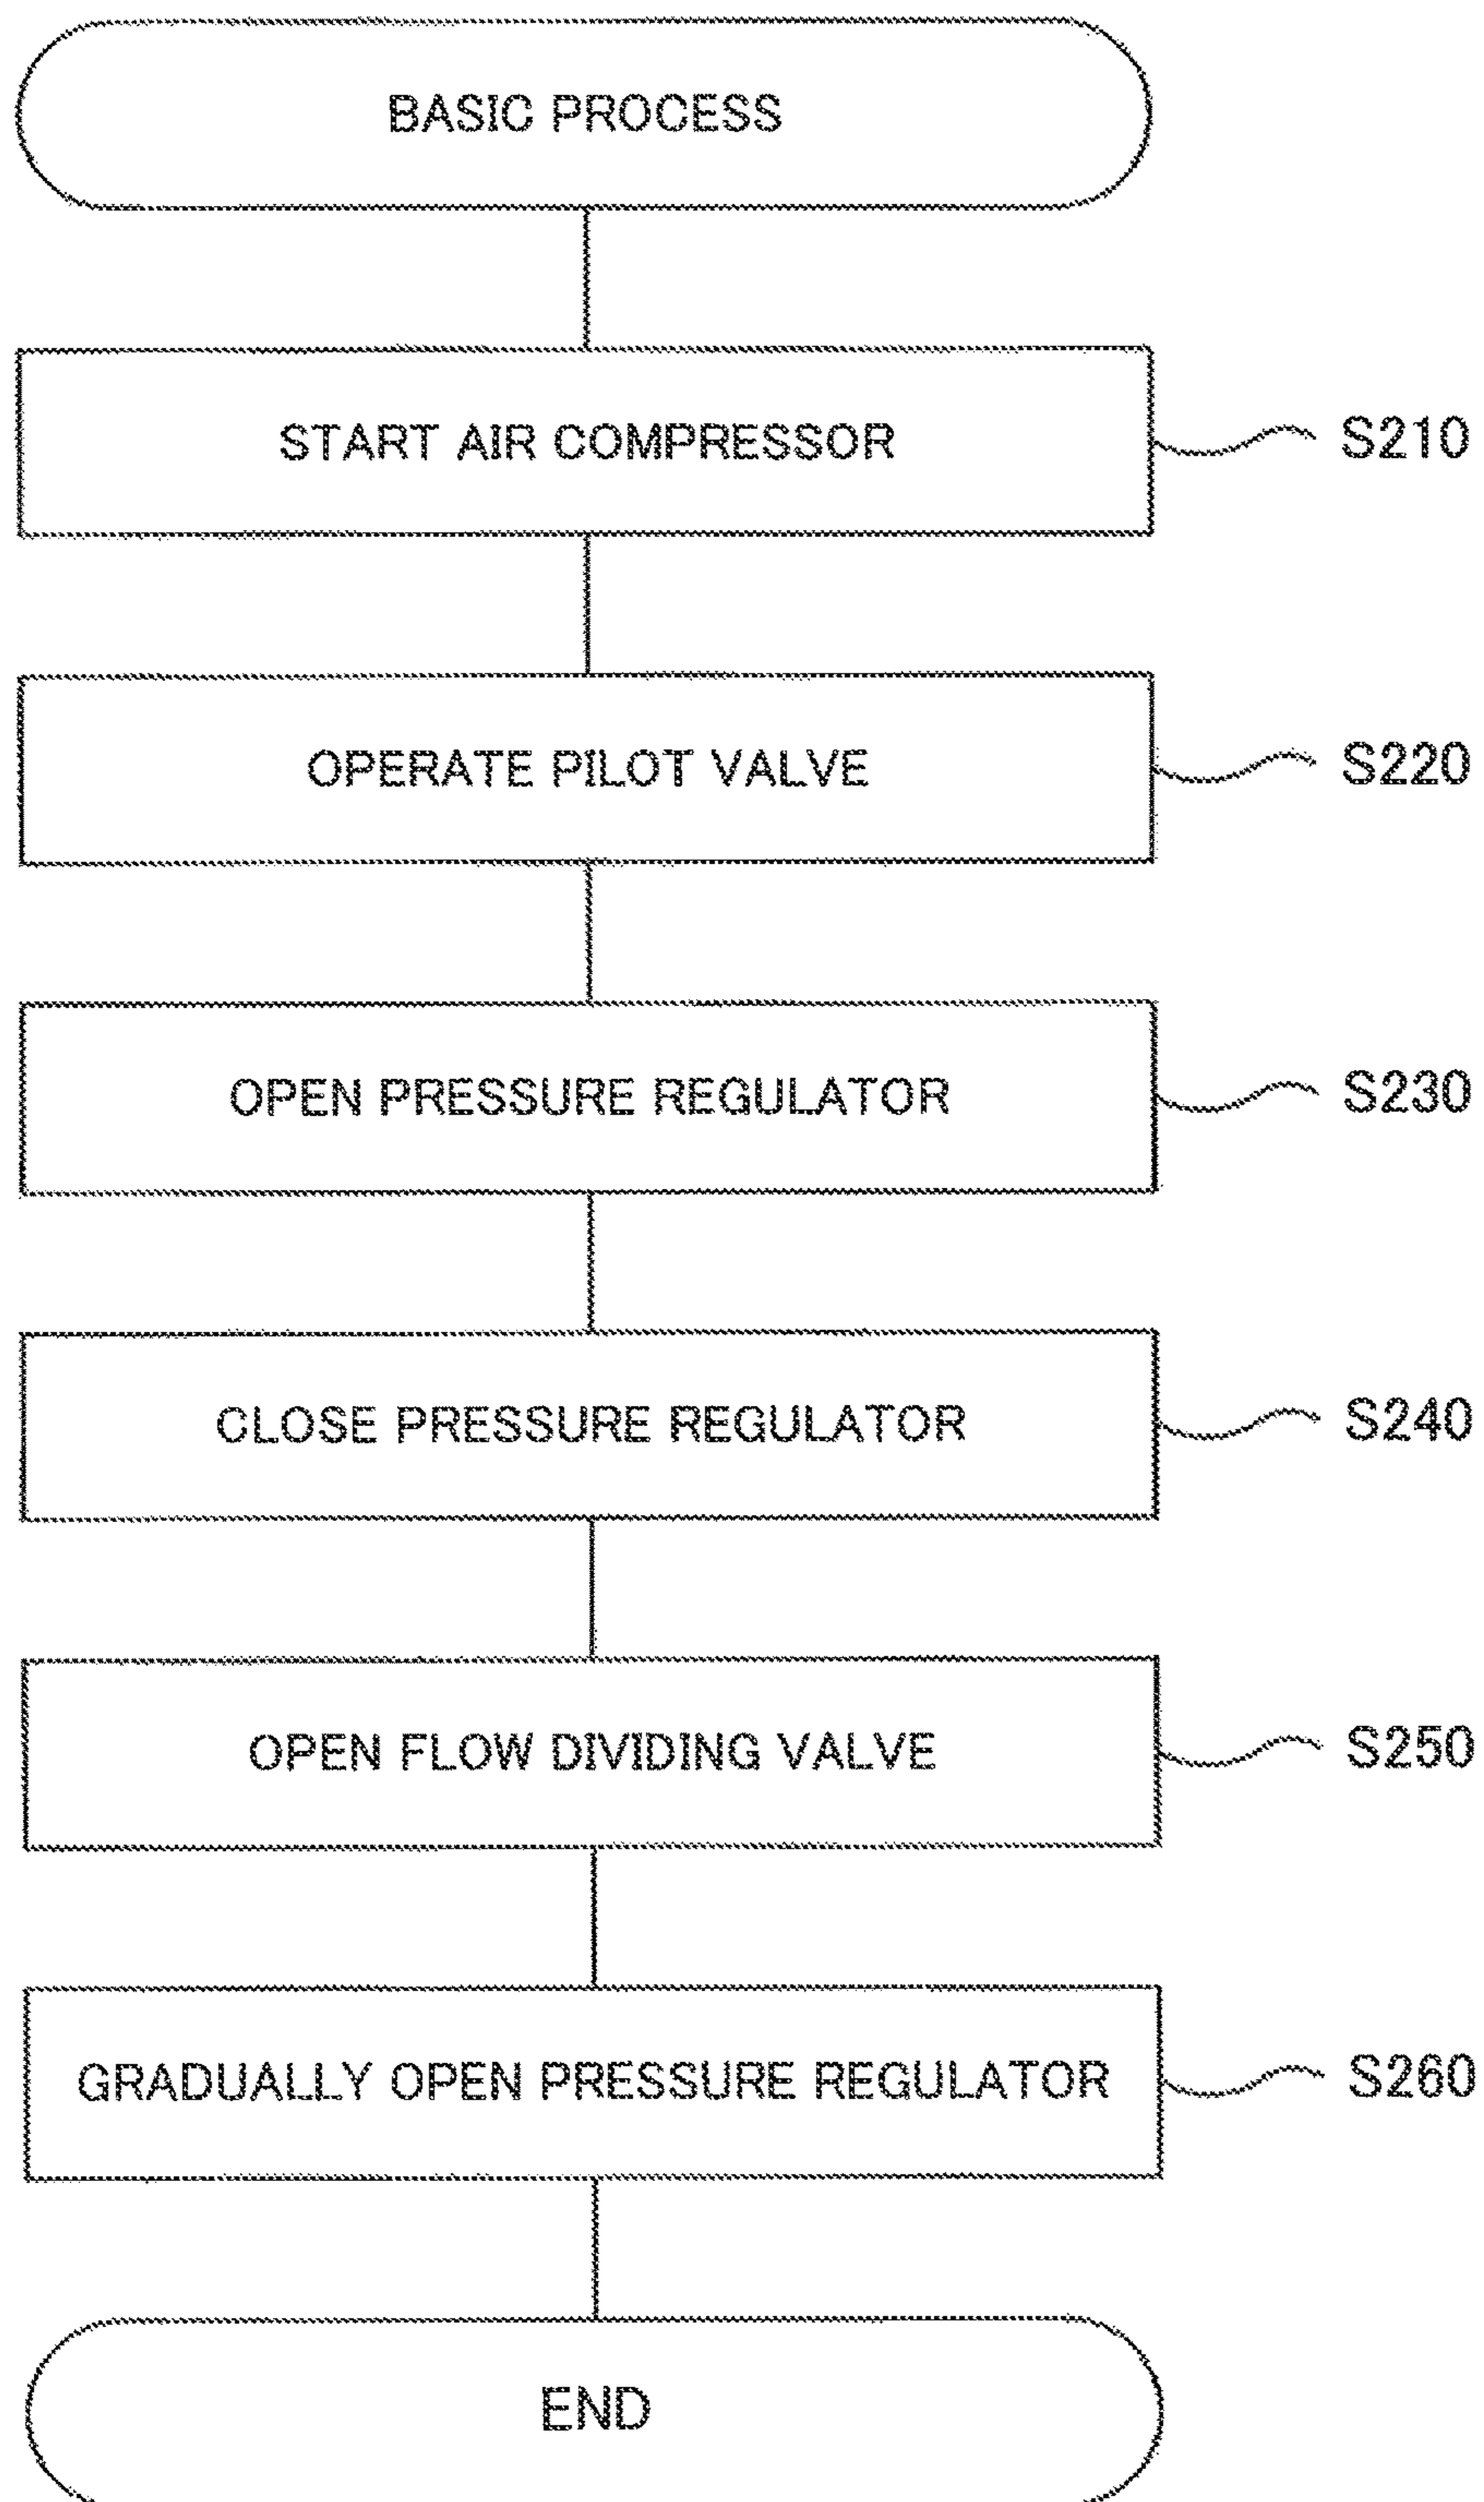 BASIC PROCESS
START AIR COMPRESSOR
S210
OPERATE PILOT VALVE
S220
OPEN PRESSURE REGULATOR
S230
CLOSE PRESSURE REGULATOR
S240
OPEN FLOW DIVIDING VALVE
S250
GRADUALLY OPEN PRESSURE REGULATOR
S260
END